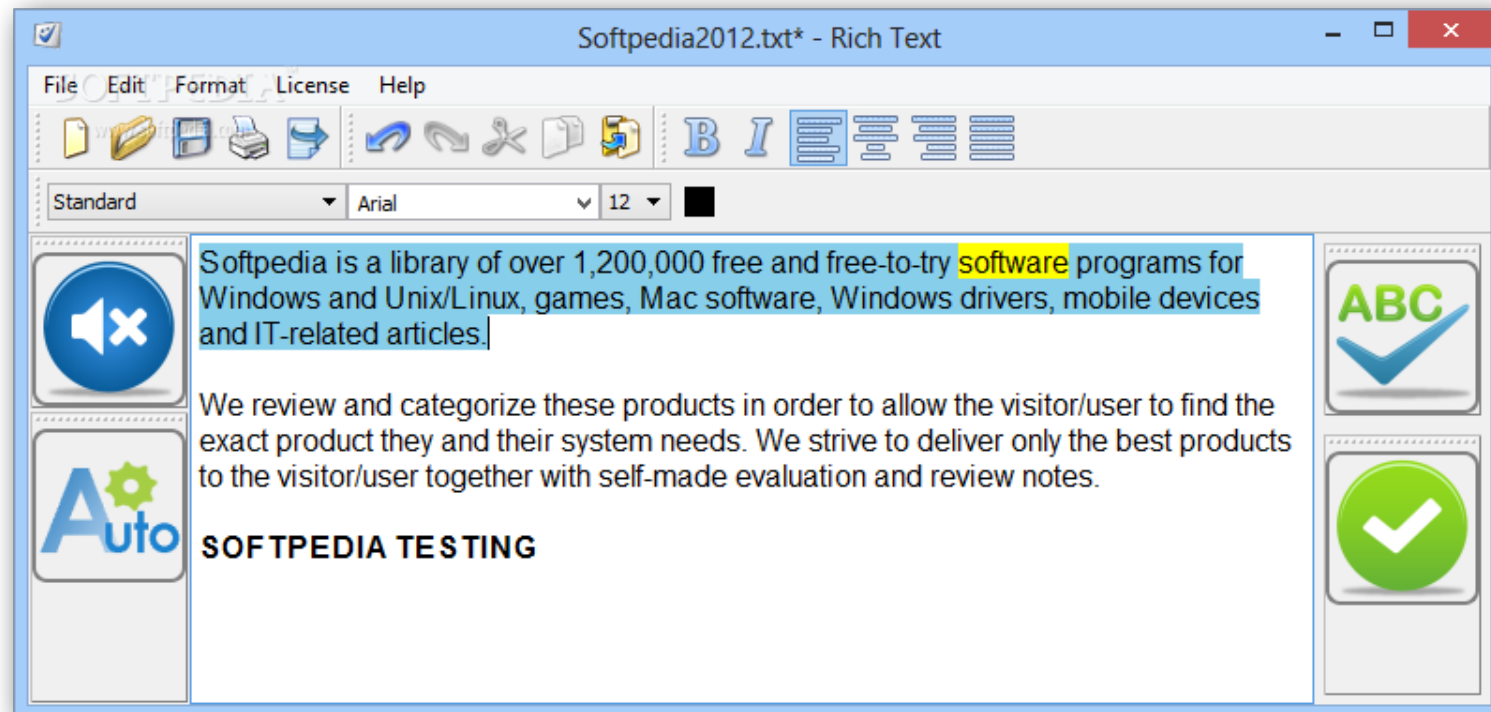 Softpedia2012.txt* - Rich Text
File Edit Format License Help
SOFTPEDIA
www.softpedia.com
B I
Standard Arial 12
Softpedia is a library of over 1,200,000 free and free-to-try software programs for
Windows and Unix/Linux, games, Mac software, Windows drivers, mobile devices
and IT-related articles.
We review and categorize these products in order to allow the visitor/user to find the
exact product they and their system needs. We strive to deliver only the best products
to the visitor/user together with self-made evaluation and review notes.
SOFTPEDIA TESTING
ABC
Auto